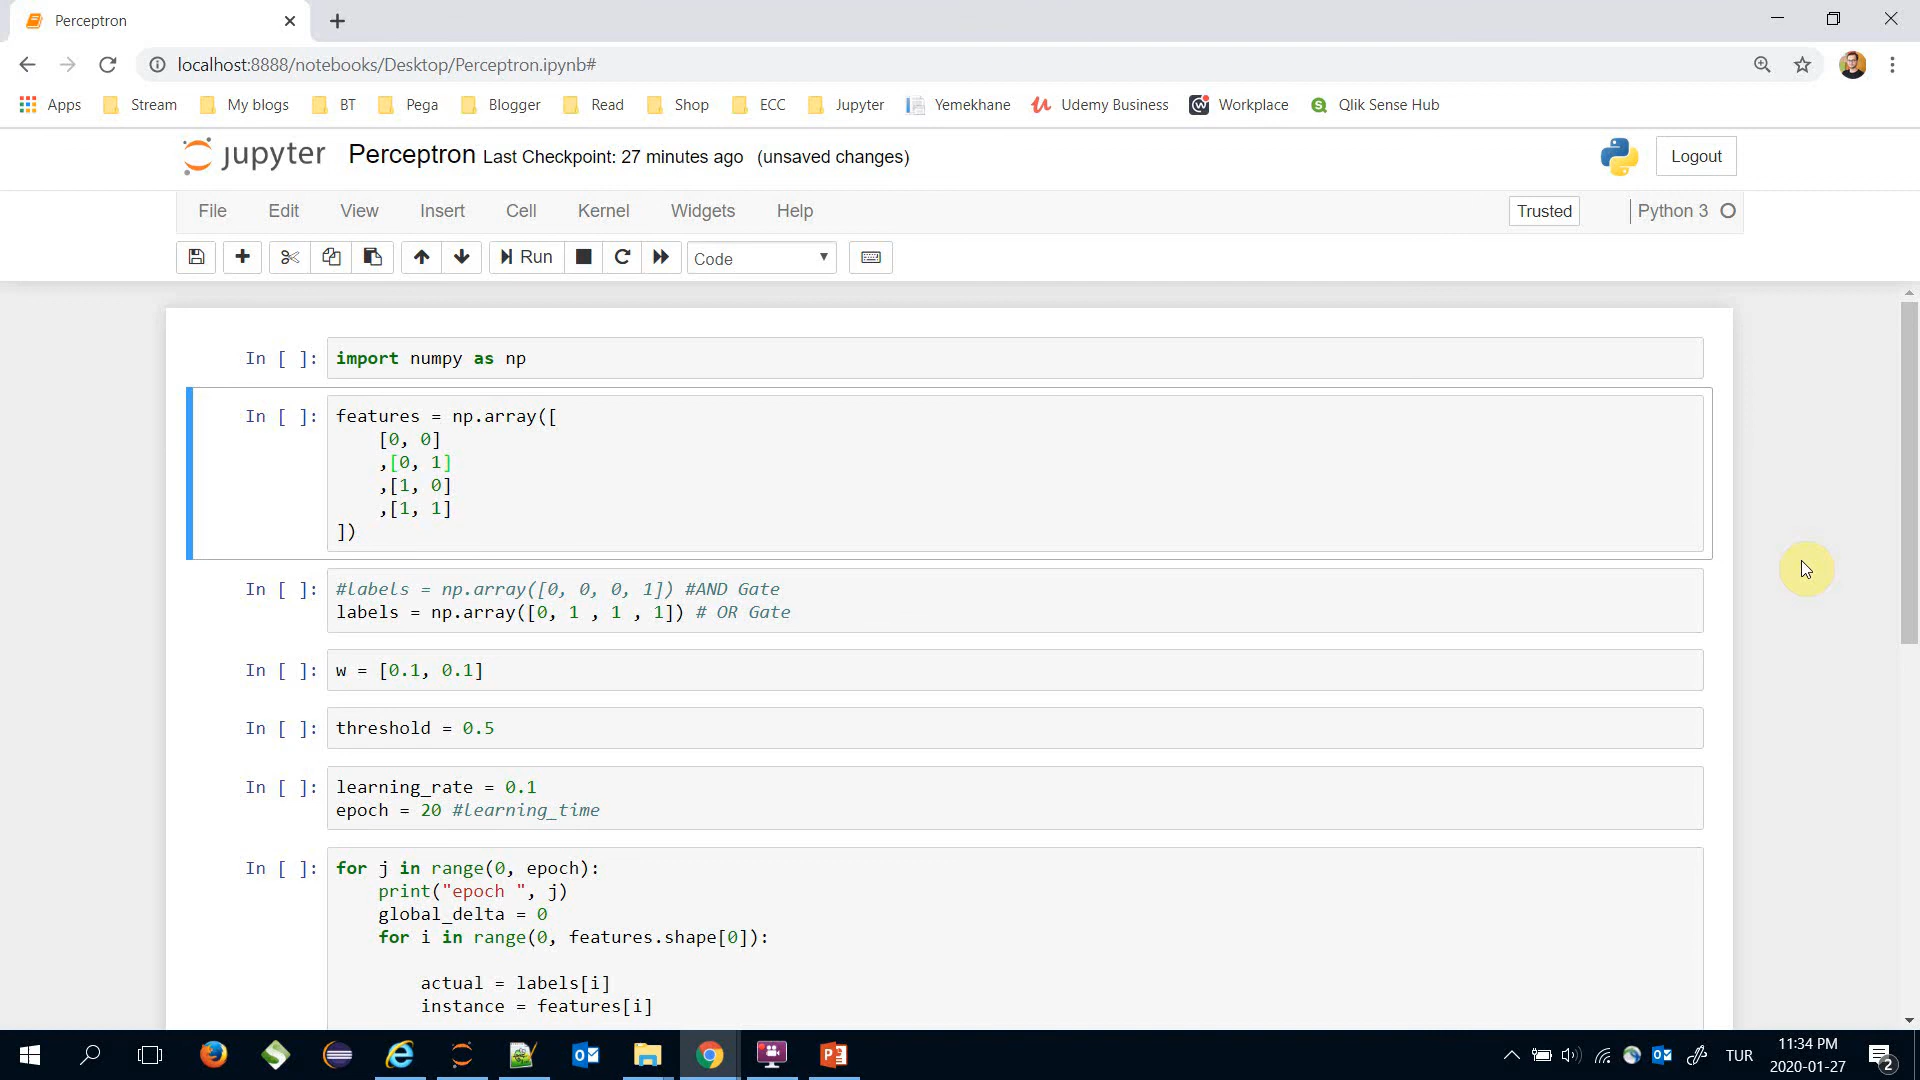 Perceptron
localhost:8888/notebooks/Desktop/Perceptron.ipynb#
Apps Stream My blogs BT Pega Blogger Read Shop ECC Jupyter Yemekhane Udemy Business Workplace Qlik Sense Hub
jupyter Perceptron Last Checkpoint: 27 minutes ago (unsaved changes) Logout
File Edit View Insert Cell Kernel Widgets Help Trusted Python 3
Run Code
In [ ]: import numpy as np
In [ ]: features = np.array([
[0, 0]
,[0, 1]
,[1, 0]
,[1, 1]
])
In [ ]: #labels = np.array([0, 0, 0, 1]) #AND Gate
labels = np.array([0, 1 , 1 , 1]) # OR Gate
In [ ]: w = [0.1, 0.1]
In [ ]: threshold = 0.5
In [ ]: learning_rate = 0.1
epoch = 20 #learning_time
In [ ]: for j in range(0, epoch):
print("epoch ", j)
global_delta = 0
for i in range(0, features.shape[0]):
actual = labels[i]
instance = features[i]
TUR 11:34 PM
2020-01-27
2